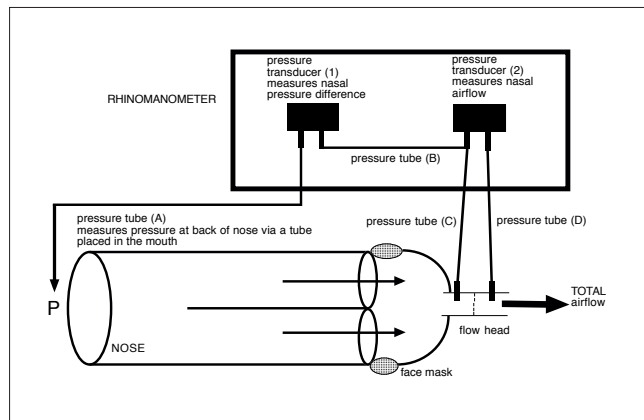 pressure
transducer (1)
measures nasal
pressure difference
pressure
transducer (2)
measures nasal
airflow
RHINOMANOMETER
pressure tube (B)
pressure tube (A)
measures pressure at back of nose via a tube
placed in the mouth
pressure tube (C)
pressure tube (D)
P
TOTAL
airflow
flow head
NOSE
face mask